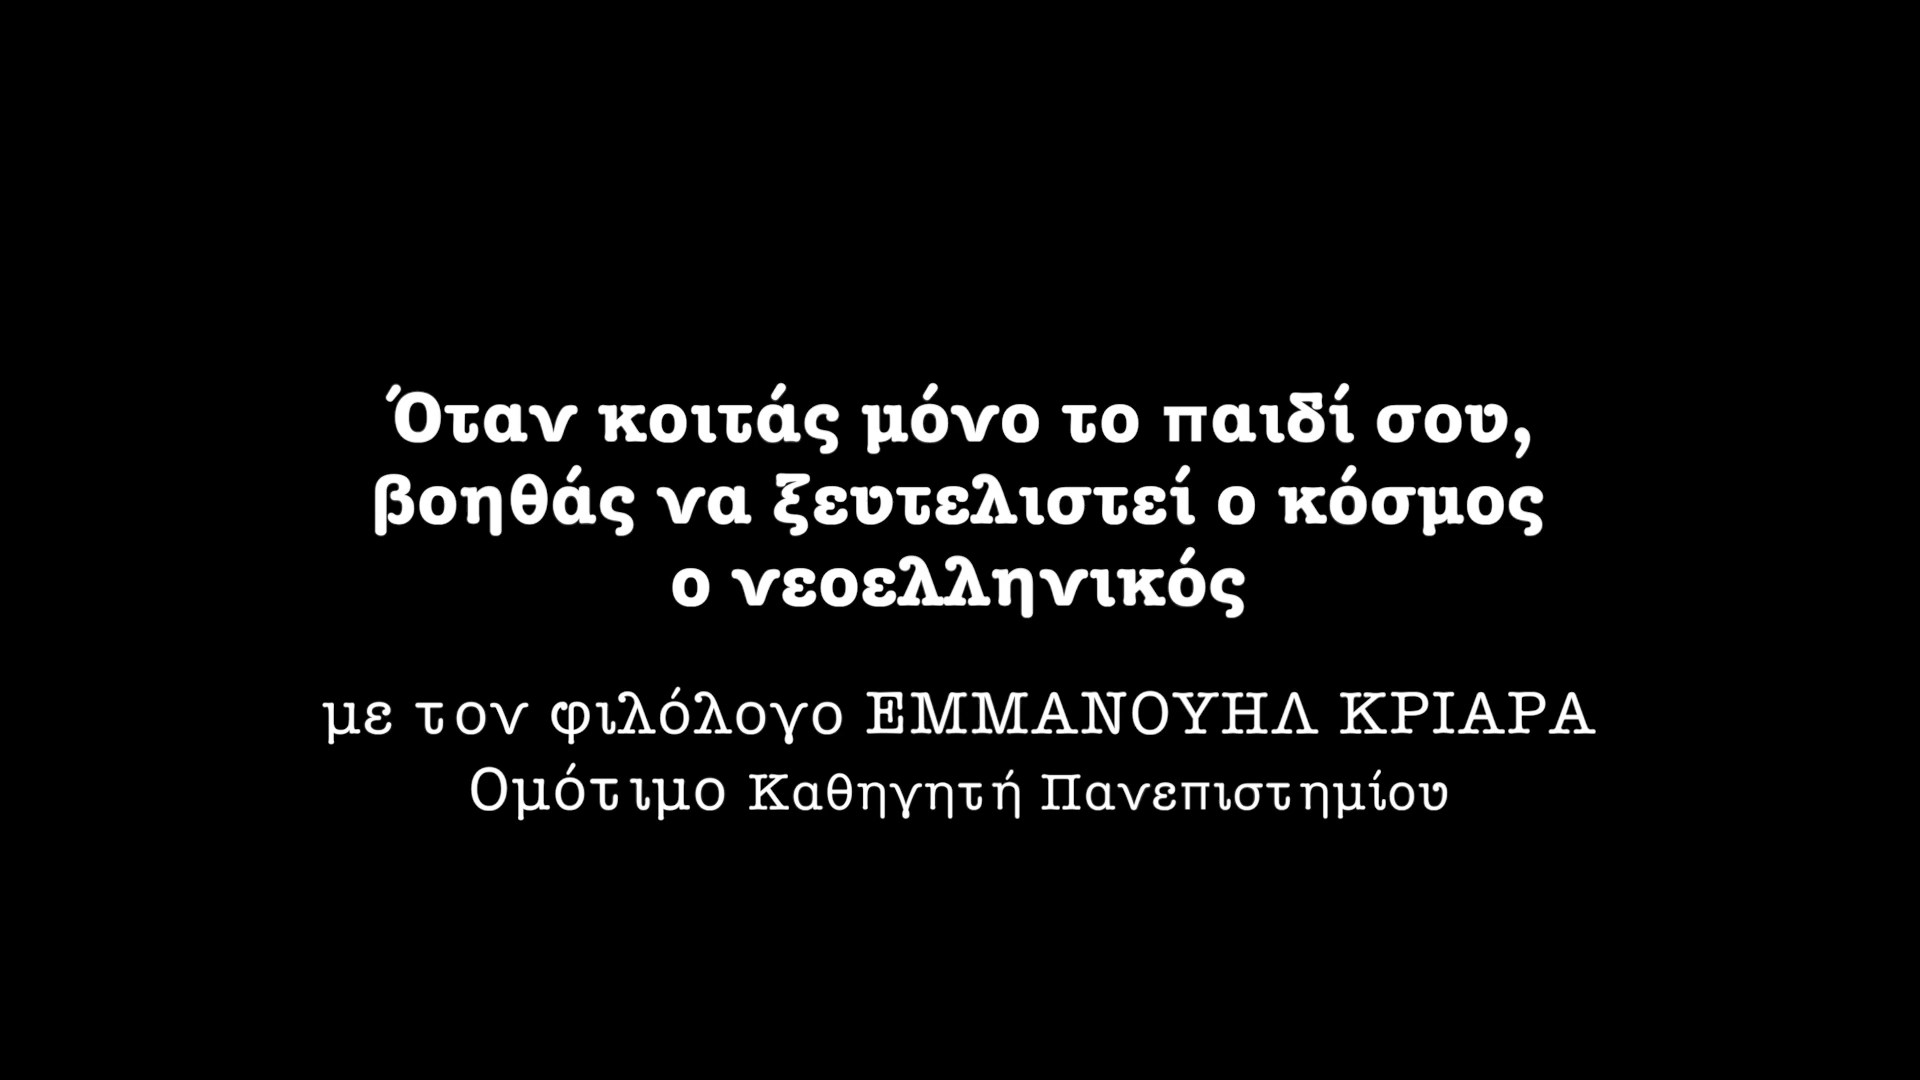 Όταν κοιτάς μόνο το παιδί σου,
βοηθάς να ξευτελιστεί ο κόσμος
ο νεοελληνικός
με τον φιλόλογο ΕΜΜΑΝΟΥΗΛ ΚΡΙΑΡΑ
Ομότιμο Καθηγητή Πανεπιστημίου